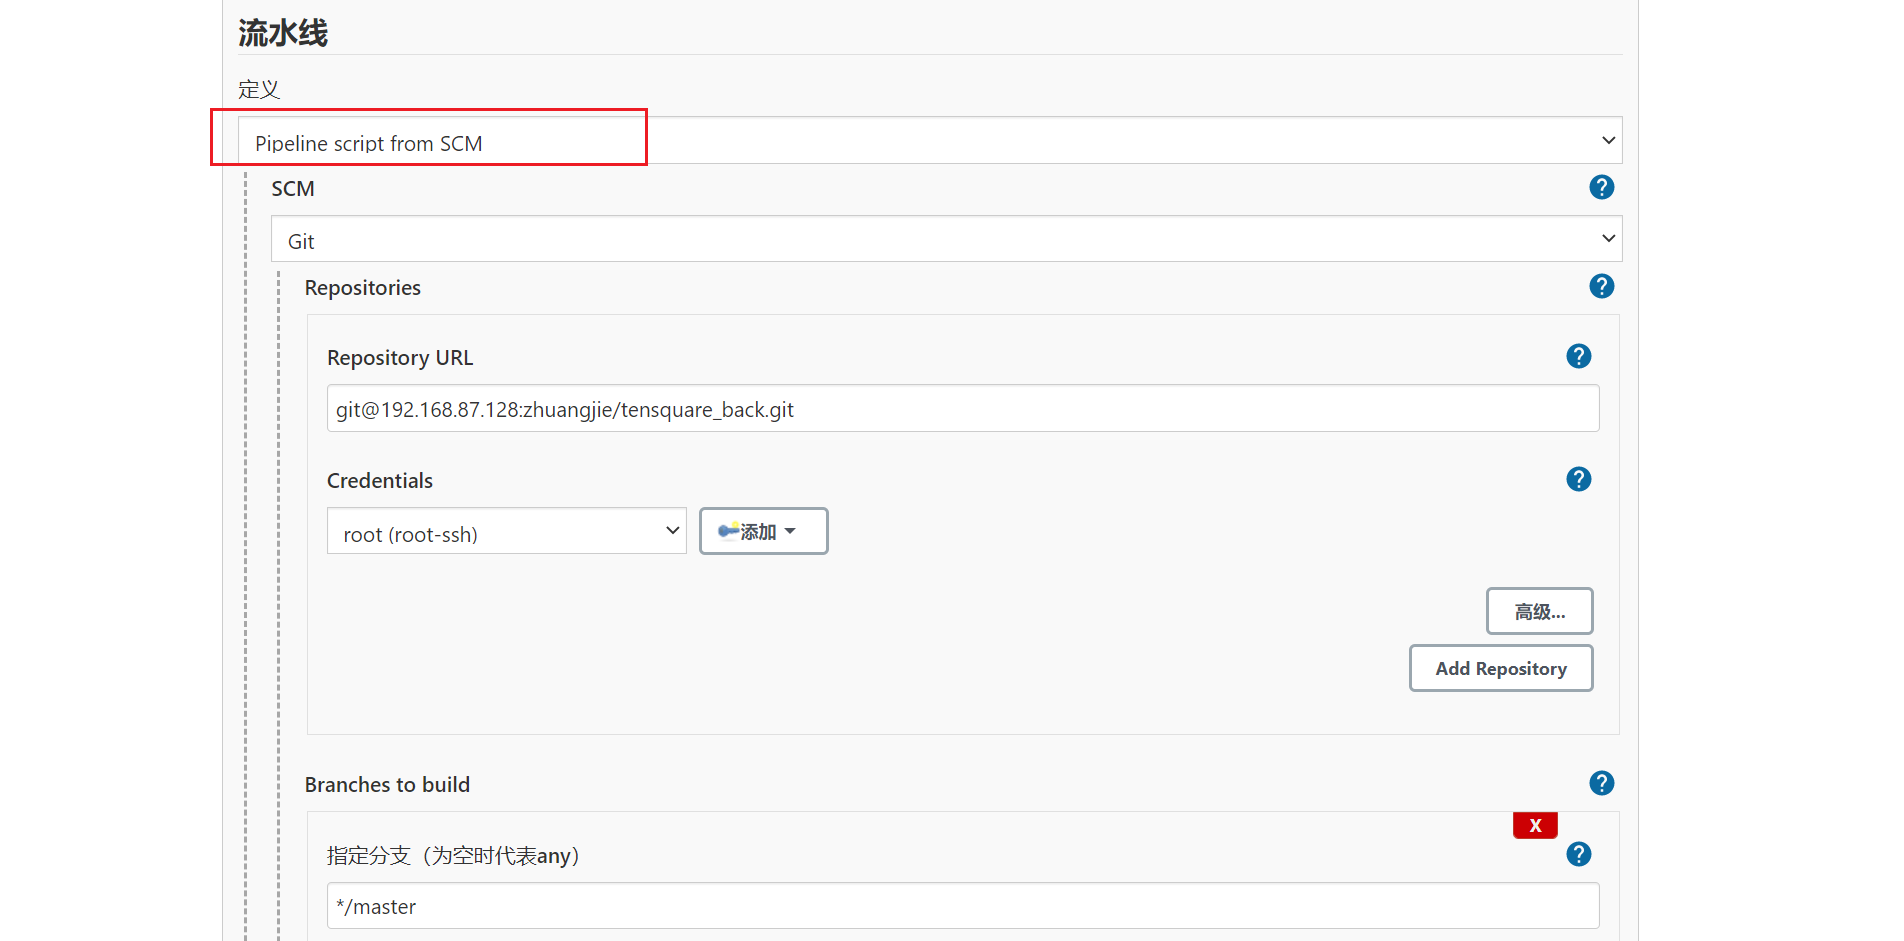 流水线
定义
Pipeline script from SCM
SCM
?
Git
Repositories
?
Repository URL
?
git@192.168.87.128:zhuangjie/tensquare_back.git
Credentials
?
root (root-ssh)
添加
高级...
Add Repository
Branches to build
?
X
指定分支（为空时代表any）
?
*/master